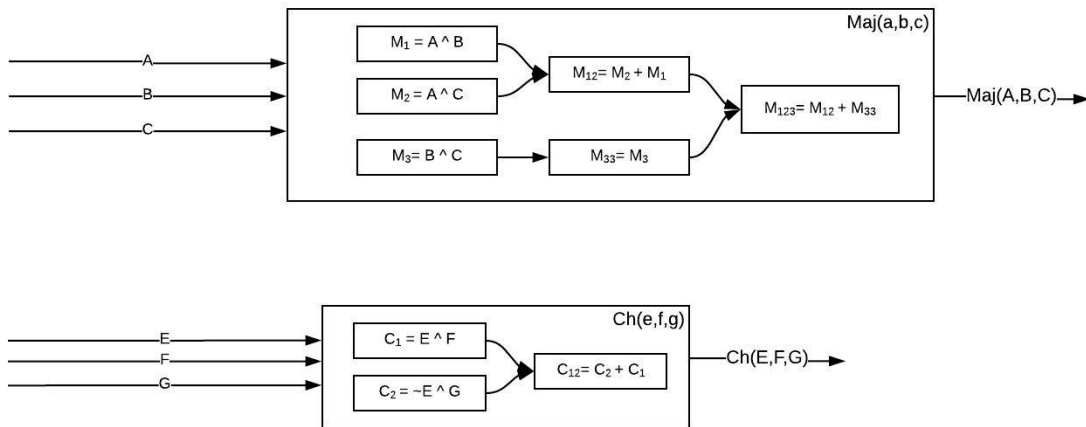 Maj(a,b,c)
M₁ = A ^ B
A
M₁₂= M₂ + M₁
B
M₂ = A ^ C
M₁₂₃= M₁₂ + M₃₃
Maj(A,B,C)
C
M₃= B ^ C
M₃₃= M₃
Ch(e,f,g)
E
C₁ = E ^ F
F
Ch(E,F,G)
C₁₂= C₂ + C₁
G
C₂ = ~E ^ G